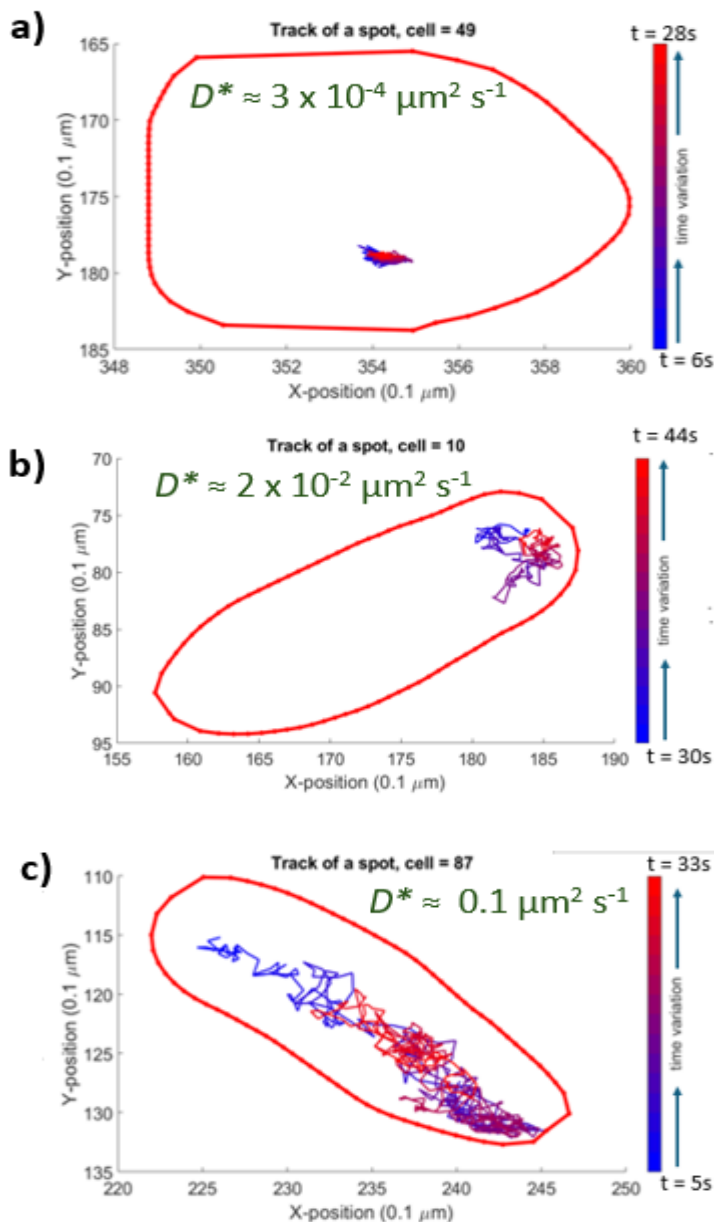 a)
Track of a spot, cell = 49
t = 28s
D* ≈ 3 x 10⁻⁴ µm² s⁻¹
165
170
175
180
185
Y-position (0.1 µm)
348
350
352
354
356
358
360
X-position (0.1 µm)
time variation
t = 6s
b)
Track of a spot, cell = 10
t = 44s
D* ≈ 2 x 10⁻² µm² s⁻¹
70
75
80
85
90
95
Y-position (0.1 µm)
155
160
165
170
175
180
185
190
X-position (0.1 µm)
time variation
t = 30s
c)
Track of a spot, cell = 87
t = 33s
D* ≈ 0.1 µm² s⁻¹
110
115
120
125
130
135
Y-position (0.1 µm)
220
225
230
235
240
245
250
X-position (0.1 µm)
time variation
t = 5s